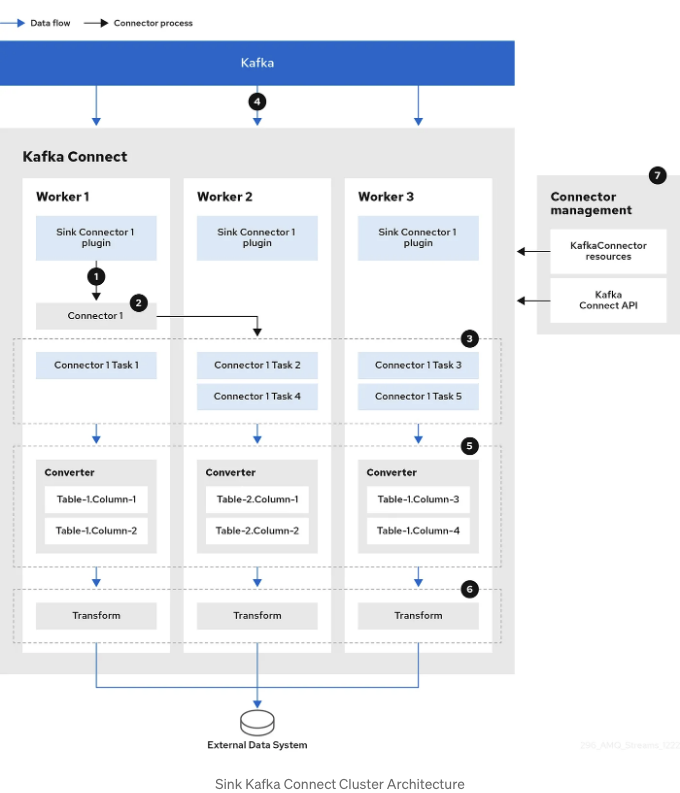 Data flow
Connector process
Kafka
4
Kafka Connect
7
Connector
management
KafkaConnector
resources
Kafka
Connect API
Worker 1
Worker 2
Worker 3
Sink Connector 1
plugin
Sink Connector 1
plugin
Sink Connector 1
plugin
1
2
Connector 1
3
Connector 1 Task 1
Connector 1 Task 2
Connector 1 Task 3
Connector 1 Task 4
Connector 1 Task 5
5
Converter
Converter
Converter
Table-1.Column-1
Table-2.Column-1
Table-1.Column-3
Table-1.Column-2
Table-2.Column-2
Table-1.Column-4
6
Transform
Transform
Transform
External Data System
Sink Kafka Connect Cluster Architecture